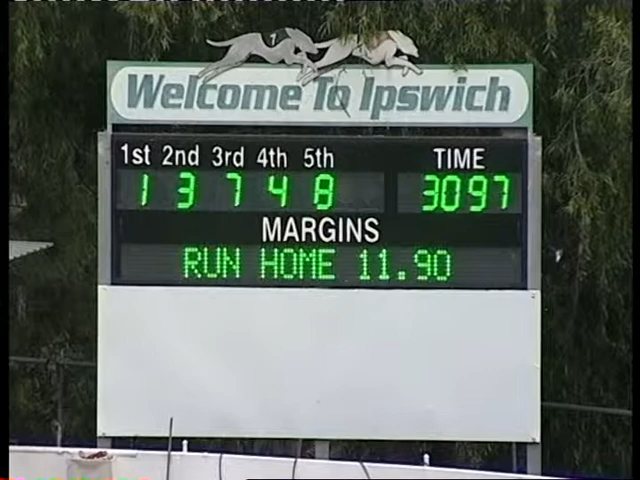 Welcome To Ipswich
1st 2nd 3rd 4th 5th TIME
1 3 7 4 8 3097
MARGINS
RUN HOME 11.90